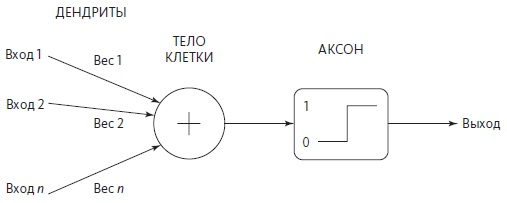 ДЕНДРИТЫ
ТЕЛО
КЛЕТКИ
АКСОН
Вход 1
Вес 1
Вход 2
Вес 2
Вход n
Вес n
+
1
0
Выход